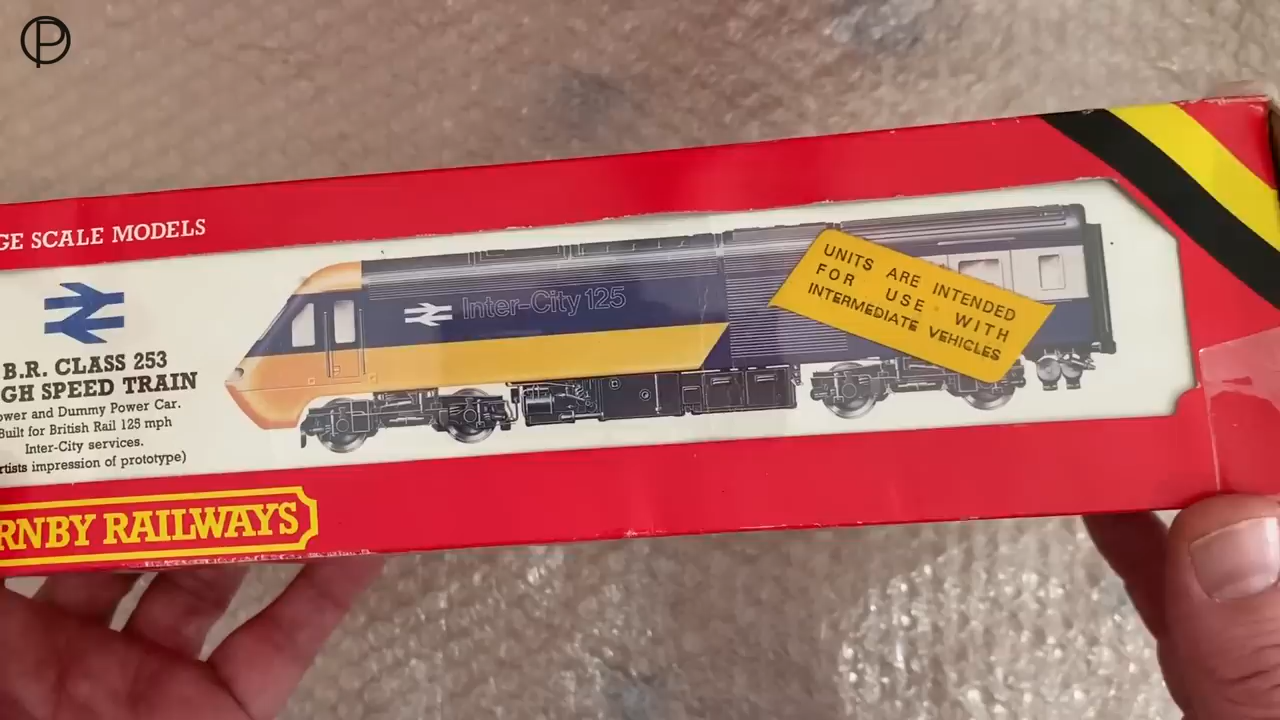 GE SCALE MODELS
B.R. CLASS 253
GH SPEED TRAIN
ower and Dummy Power Car.
Built for British Rail 125 mph
Inter-City services.
rtists impression of prototype)
RNBY RAILWAYS
Inter-City 125
UNITS ARE INTENDED
FOR USE WITH
INTERMEDIATE VEHICLES